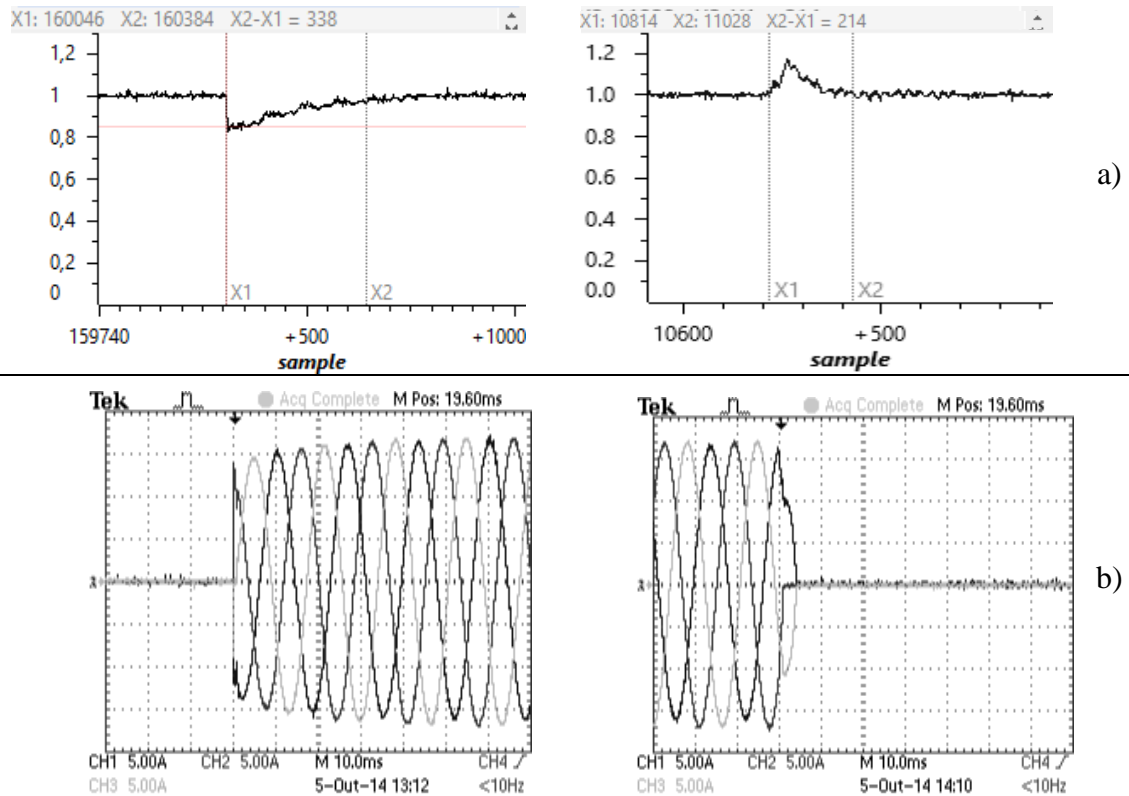 X1: 160046 X2: 160384 X2-X1 = 338
1,2
1
0,8
0,6
0,4
0,2
0
X1
X2
159740
+500
+1000
sample
X1: 10814 X2: 11028 X2-X1 = 214
1.2
1.0
0.8
0.6
0.4
0.2
0.0
X1
X2
10600
+500
sample
a)
Tek
Acq Complete
M Pos: 13.60ms
CH1 5.00A
CH2 5.00A
M 10.0ms
CH4
CH3 5.00A
5-Out-14 13:12
<10Hz
Tek
Acq Complete
M Pos: 13.60ms
CH1 5.00A
CH2 5.00A
M 10.0ms
CH4
CH3 5.00A
5-Out-14 14:10
<10Hz
b)